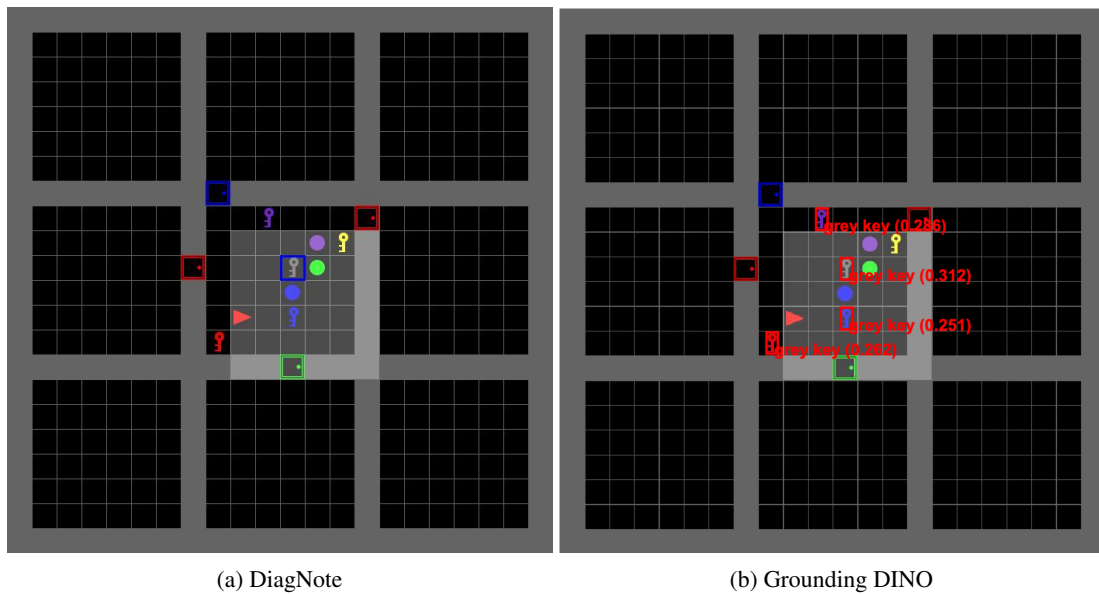 grey key (0.286)
grey key (0.312)
grey key (0.251)
grey key (0.262)
(a) DiagNote
(b) Grounding DINO